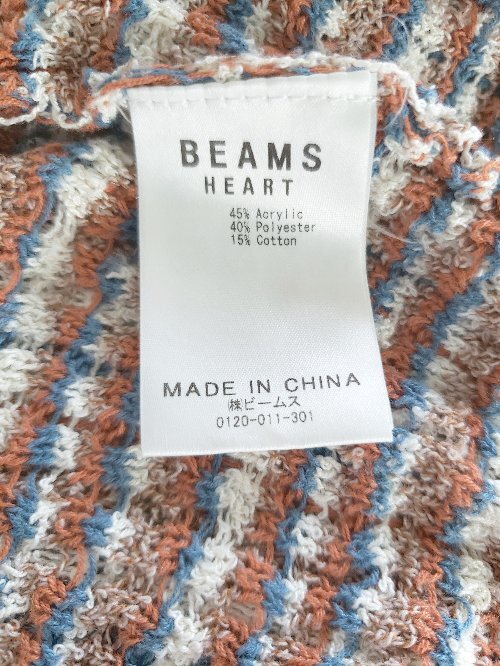 BEAMS
HEART
45% Acrylic
40% Polyester
15% Cotton
MADE IN CHINA
㈱ビームス
0120-011-301